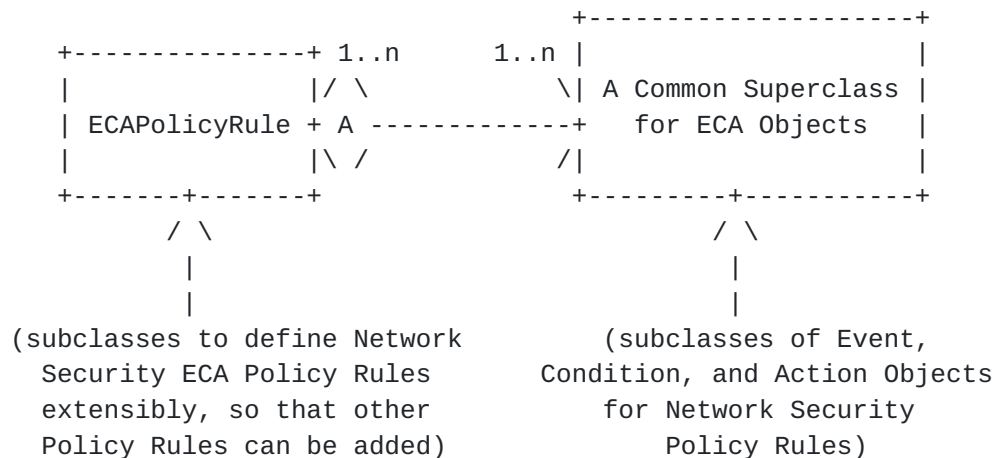 +---------------------+
   +---------------+ 1..n      1..n |                     |
   |               |/ \            \| A Common Superclass |
   | ECAPolicyRule + A -------------+   for ECA Objects   |
   |               |\ /            /|                     |
   +-------+-------+                +---------+-----------+
          / \                                / \
           |                                  |
           |                                  |
(subclasses to define Network         (subclasses of Event,
  Security ECA Policy Rules       Condition, and Action Objects
  extensibly, so that other           for Network Security
  Policy Rules can be added)              Policy Rules)